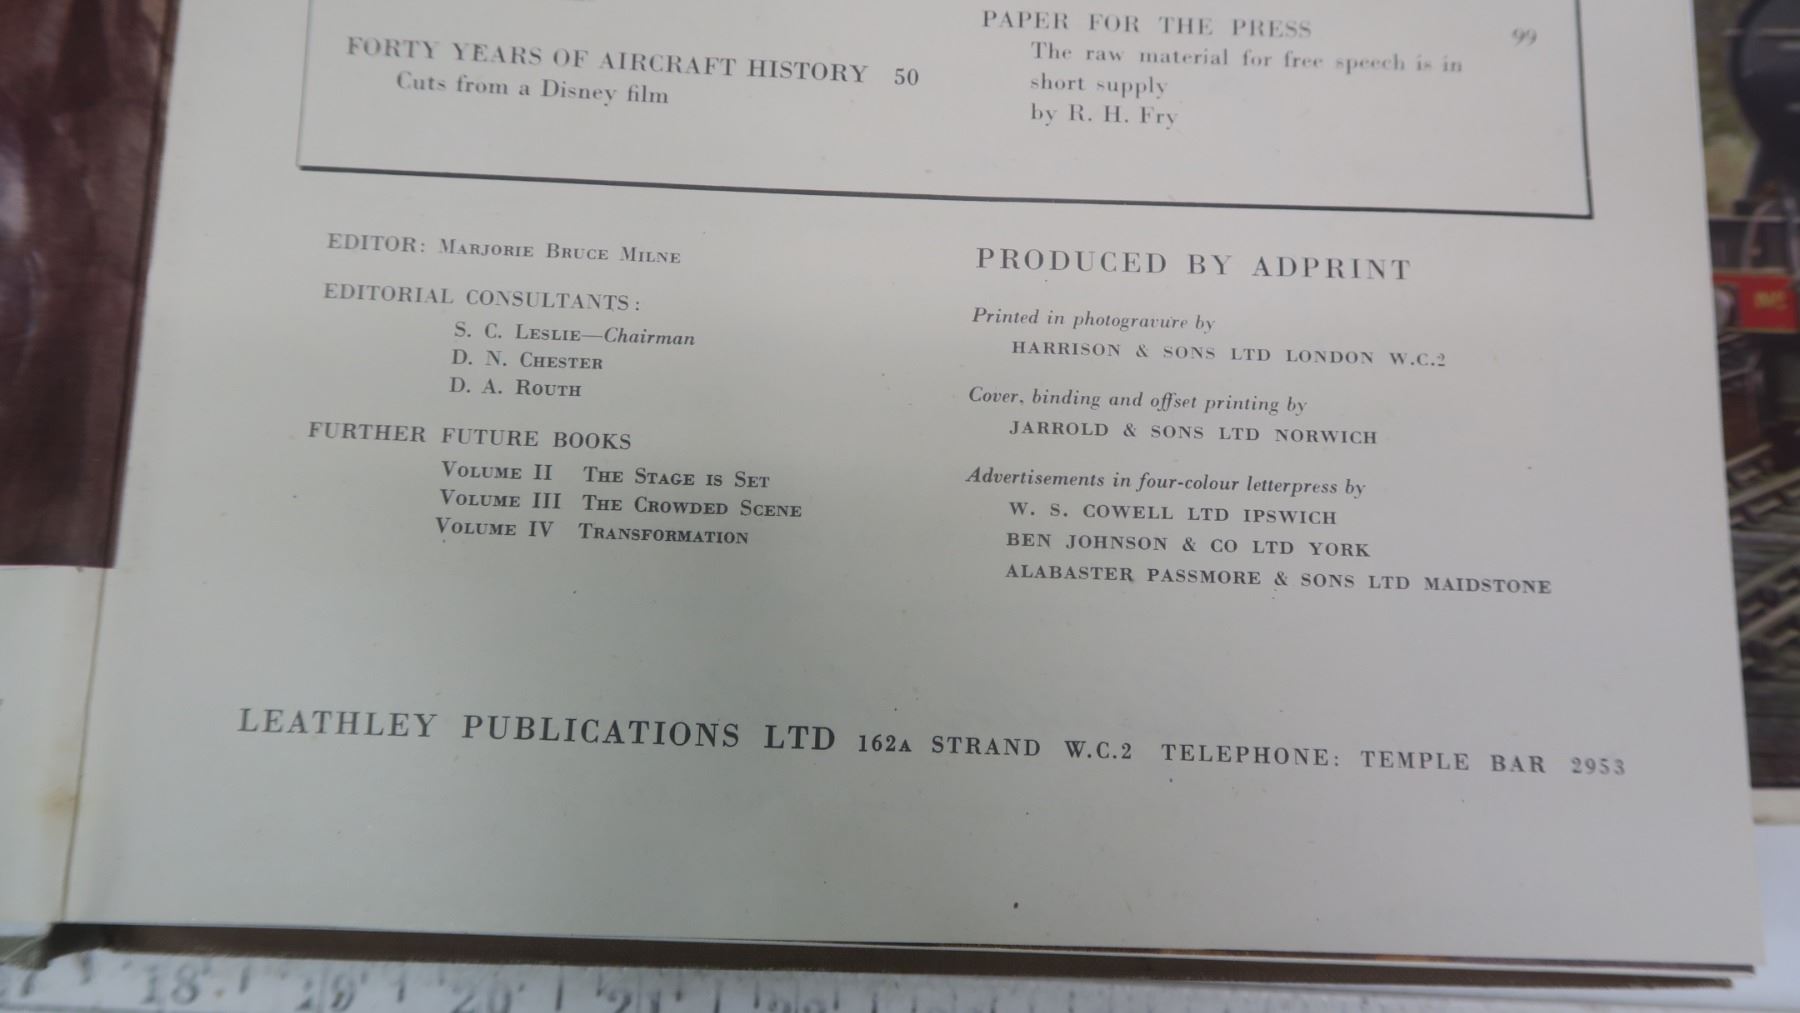 FORTY YEARS OF AIRCRAFT HISTORY 50
Cuts from a Disney film
PAPER FOR THE PRESS 99
The raw material for free speech is in
short supply
by R. H. Fry
EDITOR: MARJORIE BRUCE MILNE
EDITORIAL CONSULTANTS:
S. C. LESLIE—Chairman
D. N. CHESTER
D. A. ROUTH
FURTHER FUTURE BOOKS
VOLUME II THE STAGE IS SET
VOLUME III THE CROWDED SCENE
VOLUME IV TRANSFORMATION
PRODUCED BY ADPRINT
Printed in photogravure by
HARRISON & SONS LTD LONDON W.C.2
Cover, binding and offset printing by
JARROLD & SONS LTD NORWICH
Advertisements in four-colour letterpress by
W. S. COWELL LTD IPSWICH
BEN JOHNSON & CO LTD YORK
ALABASTER PASSMORE & SONS LTD MAIDSTONE
LEATHLEY PUBLICATIONS LTD 162A STRAND W.C.2 TELEPHONE: TEMPLE BAR 2953
18 19 20 21